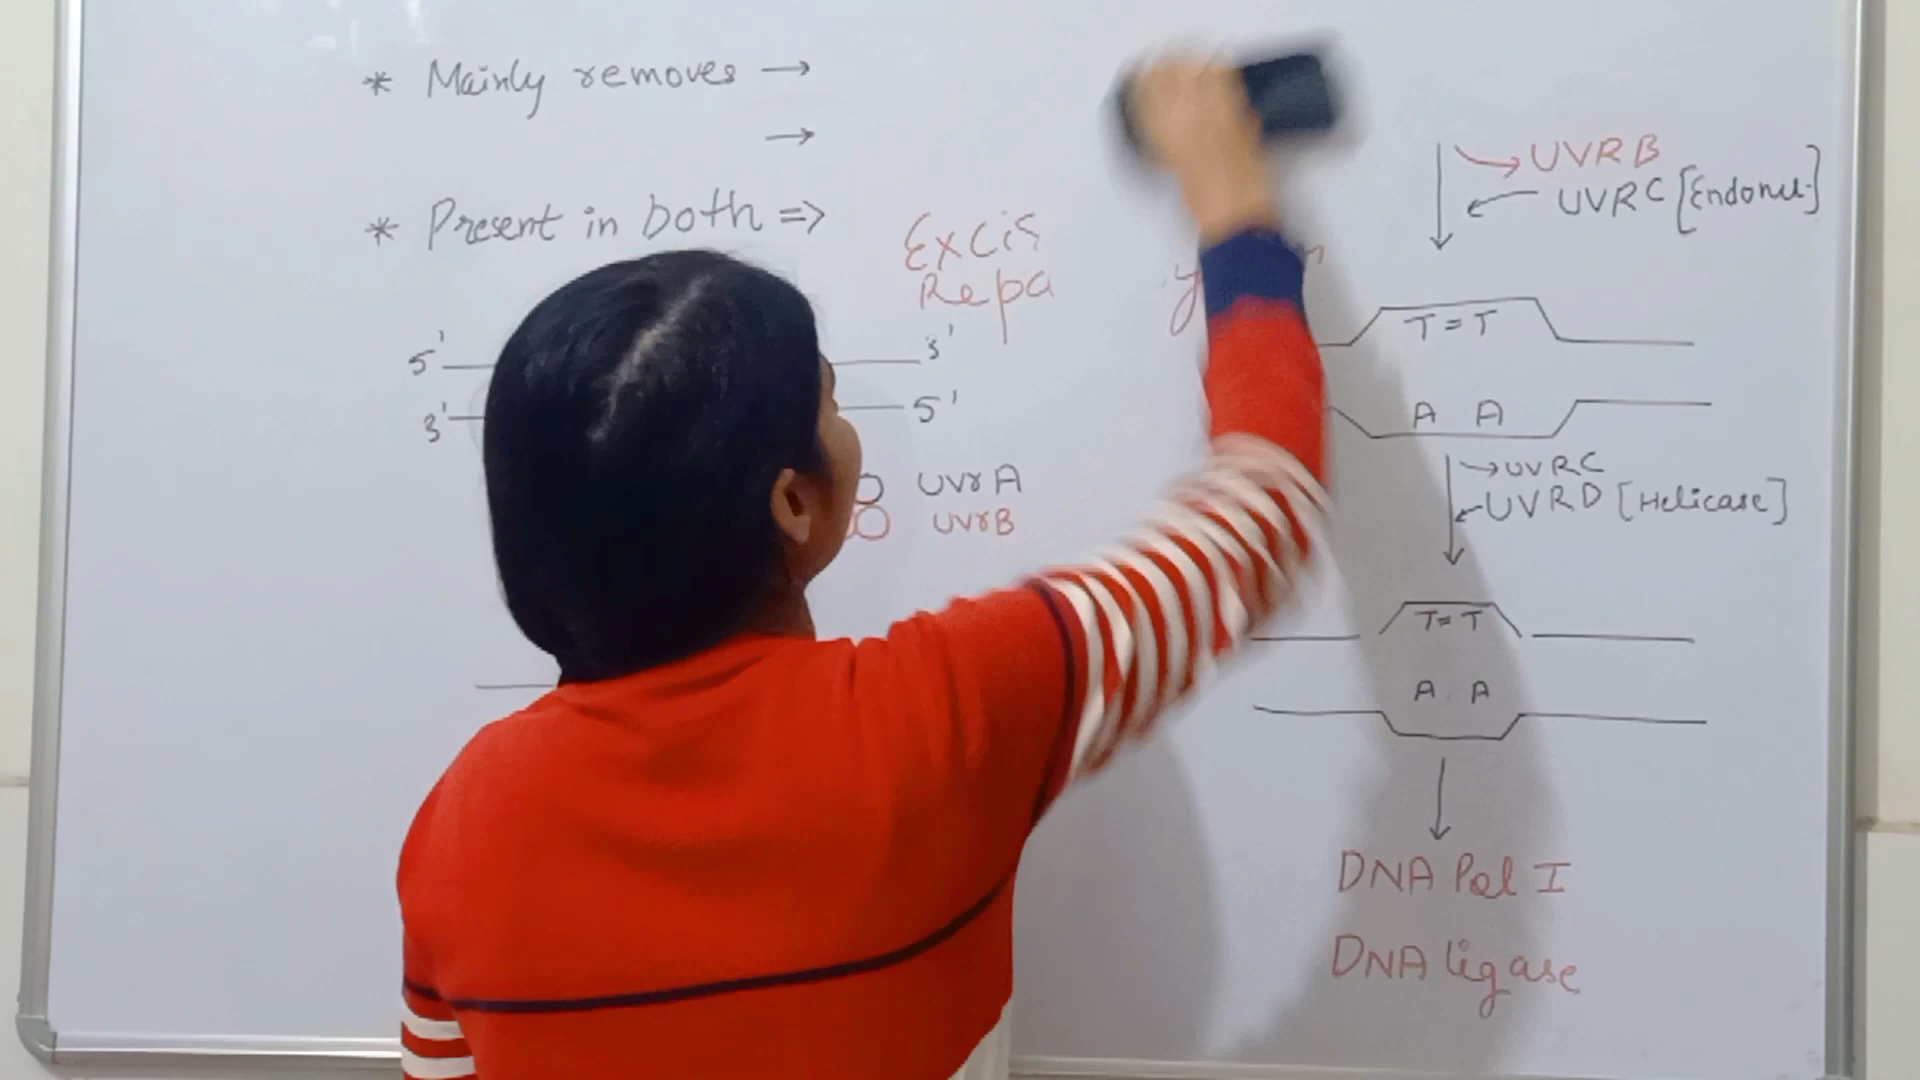 * Mainly removes →
→
* Present in both =>
Excis
Repa
5' 3'
3' 5'
UVrA
UVrB
→ UVRB
← UVRC [Endonu.]
T=T
A A
→UVRC
←UVRD [Helicase]
T=T
A. A
DNA Pol I
DNA ligase